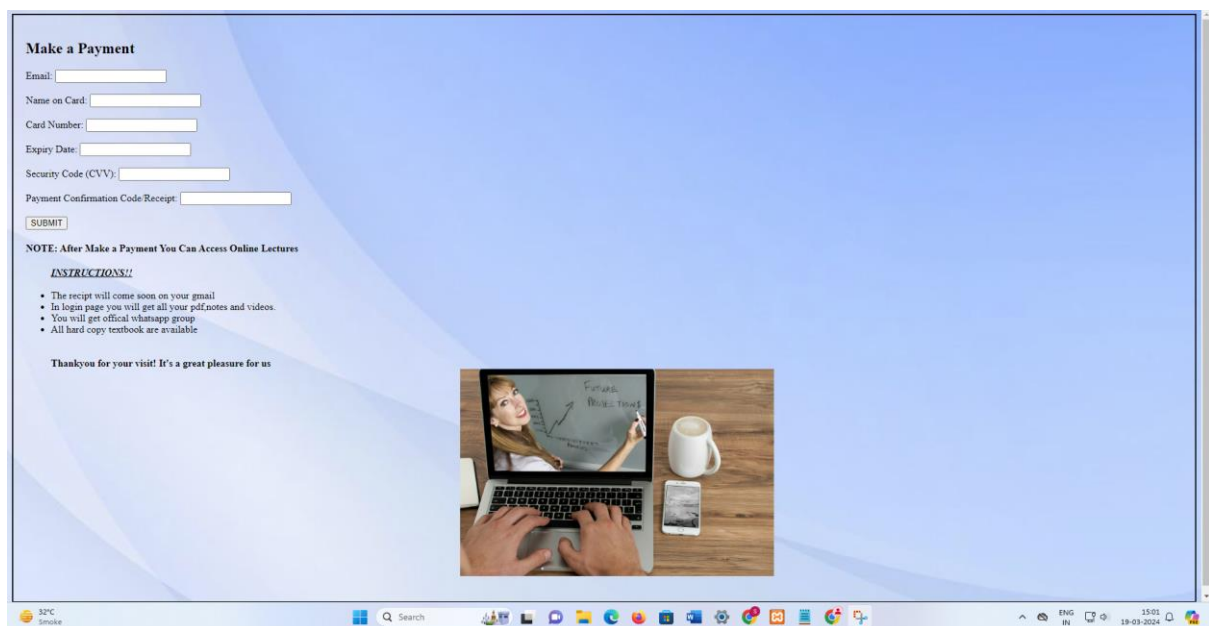 Make a Payment
Email:
Name on Card:
Card Number:
Expiry Date:
Security Code (CVV):
Payment Confirmation Code/Receipt:
SUBMIT
NOTE: After Make a Payment You Can Access Online Lectures
INSTRUCTIONS!!
The recipt will come soon on your gmail
In login page you will get all your pdf,notes and videos.
You will get offical whatsapp group
All hard copy textbook are available
Thankyou for your visit! It's a great pleasure for us
FUTURE
PROJECTIONS
32°C
Smoke
Search
ENG
IN
15:01
19-03-2024